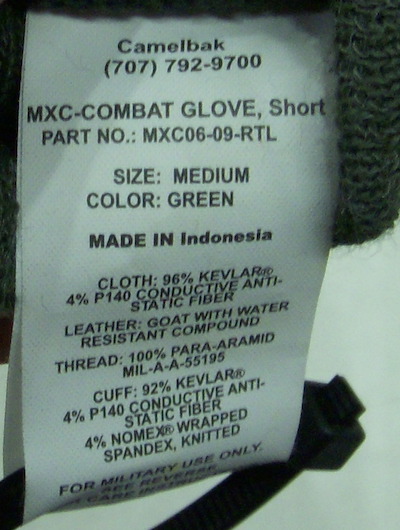 Camelbak
(707) 792-9700
MXC-COMBAT GLOVE, Short
PART NO.: MXC06-09-RTL
SIZE: MEDIUM
COLOR: GREEN
MADE IN Indonesia
CLOTH: 96% KEVLAR®
4% P140 CONDUCTIVE ANTI-
STATIC FIBER
LEATHER: GOAT WITH WATER
RESISTANT COMPOUND
THREAD: 100% PARA-ARAMID
MIL-A-A-55195
CUFF: 92% KEVLAR®
4% P140 CONDUCTIVE ANTI-
STATIC FIBER
4% NOMEX® WRAPPED
SPANDEX, KNITTED
FOR MILITARY USE ONLY.
SEE REVERSE
CARE